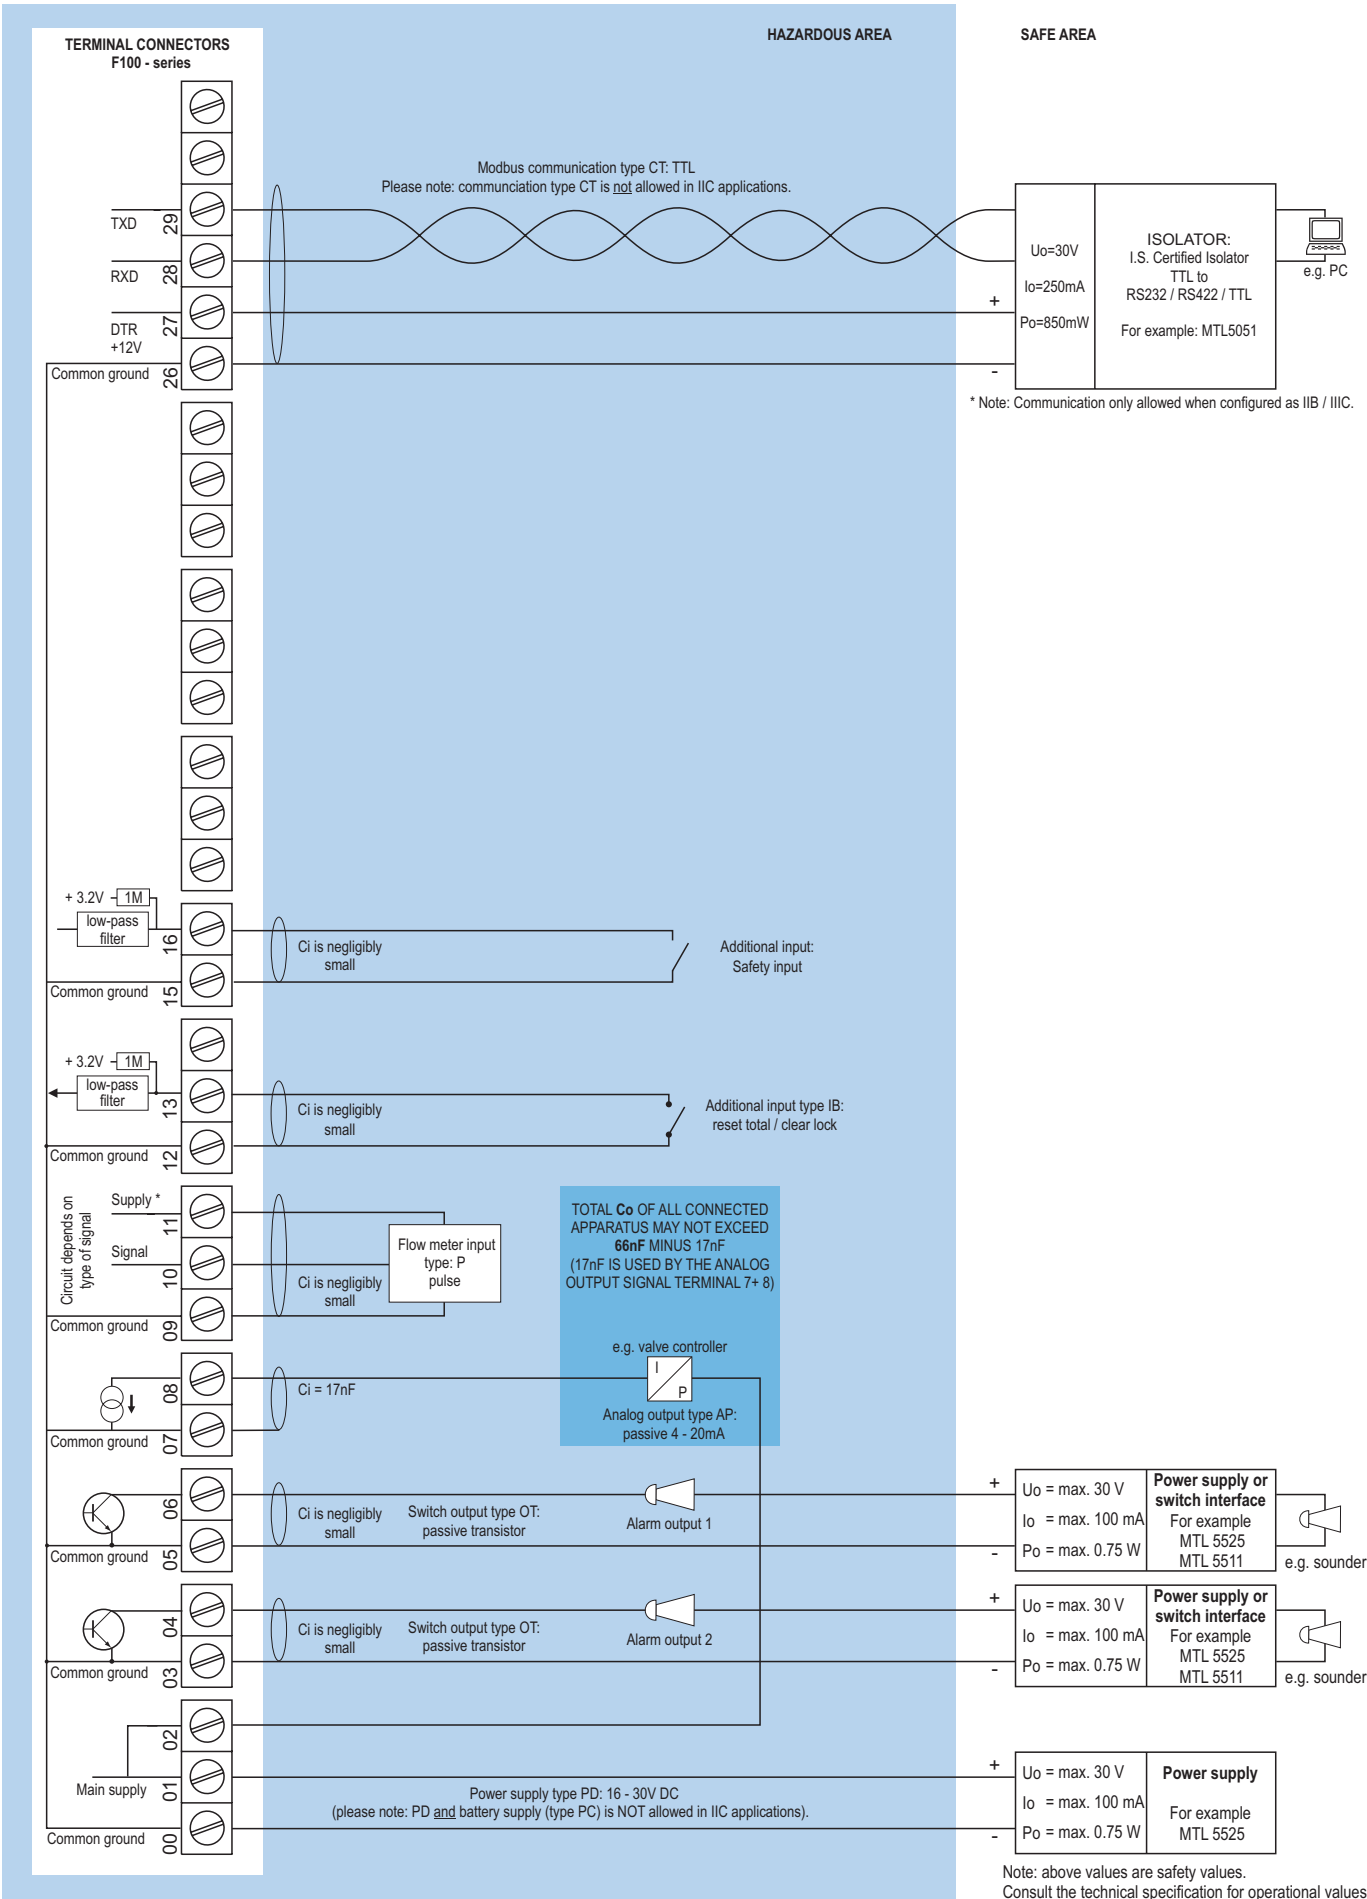 HAZARDOUS AREA
SAFE AREA
TERMINAL CONNECTORS
F100 - series
Modbus communication type CT: TTL
Please note: communciation type CT is not allowed in IIC applications.
TXD
29
RXD
28
DTR
+12V
27
Common ground
26
+
-
Uo=30V
Io=250mA
Po=850mW
ISOLATOR:
I.S. Certified Isolator
TTL to
RS232 / RS422 / TTL
For example: MTL5051
e.g. PC
* Note: Communication only allowed when configured as IIB / IIIC.
+ 3.2V
1M
low-pass
filter
16
Common ground
15
Ci is negligibly
small
Additional input:
Safety input
+ 3.2V
1M
low-pass
filter
13
Common ground
12
Ci is negligibly
small
Additional input type IB:
reset total / clear lock
Circuit depends on
type of signal
Supply *
11
Signal
10
Common ground
09
Ci is negligibly
small
Flow meter input
type: P
pulse
TOTAL Co OF ALL CONNECTED
APPARATUS MAY NOT EXCEED
66nF MINUS 17nF
(17nF IS USED BY THE ANALOG
OUTPUT SIGNAL TERMINAL 7+ 8)
e.g. valve controller
I
P
Analog output type AP:
passive 4 - 20mA
08
Ci = 17nF
Common ground
07
06
Common ground
05
Ci is negligibly
small
Switch output type OT:
passive transistor
Alarm output 1
+
-
Uo = max. 30 V
Io = max. 100 mA
Po = max. 0.75 W
Power supply or
switch interface
For example
MTL 5525
MTL 5511
e.g. sounder
04
Common ground
03
Ci is negligibly
small
Switch output type OT:
passive transistor
Alarm output 2
+
-
Uo = max. 30 V
Io = max. 100 mA
Po = max. 0.75 W
Power supply or
switch interface
For example
MTL 5525
MTL 5511
e.g. sounder
02
Main supply
01
Common ground
00
Power supply type PD: 16 - 30V DC
(please note: PD and battery supply (type PC) is NOT allowed in IIC applications).
+
-
Uo = max. 30 V
Io = max. 100 mA
Po = max. 0.75 W
Power supply
For example
MTL 5525
Note: above values are safety values.
Consult the technical specification for operational values